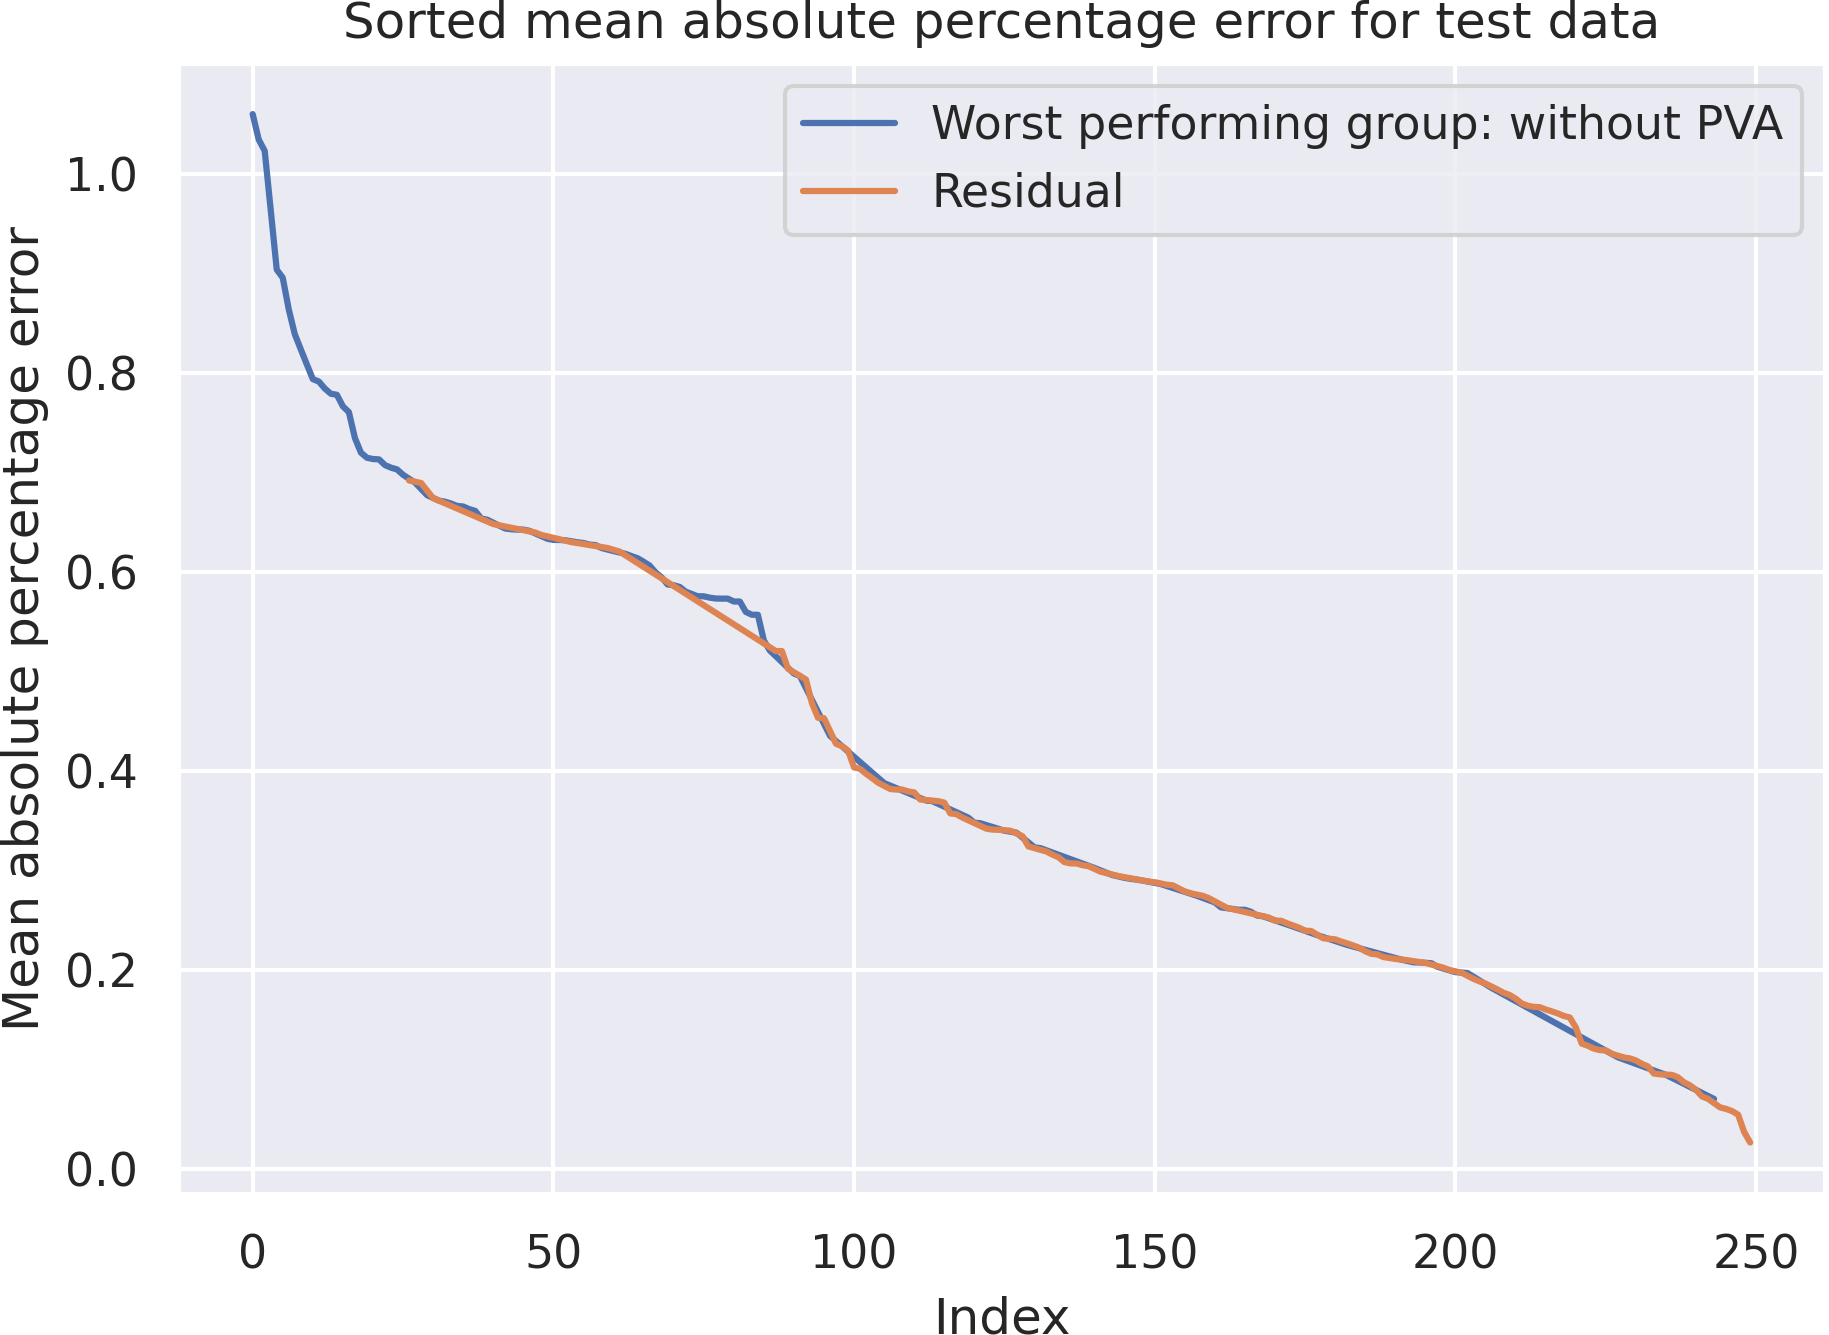 Sorted mean absolute percentage error for test data
Worst performing group: without PVA
Residual
Mean absolute percentage error
1.0
0.8
0.6
0.4
0.2
0.0
0 50 100 150 200 250
Index